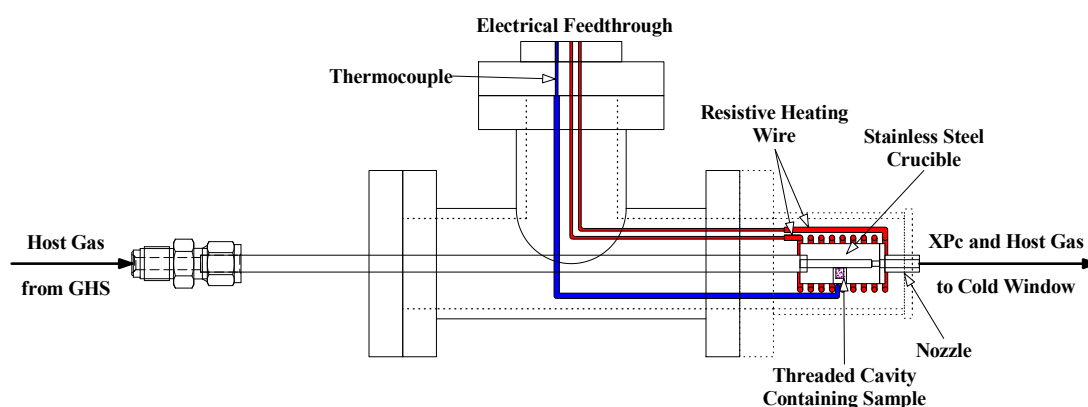 Electrical Feedthrough
Thermocouple
Resistive Heating
Wire
Stainless Steel
Crucible
Host Gas
from GHS
XPc and Host Gas
to Cold Window
Nozzle
Threaded Cavity
Containing Sample